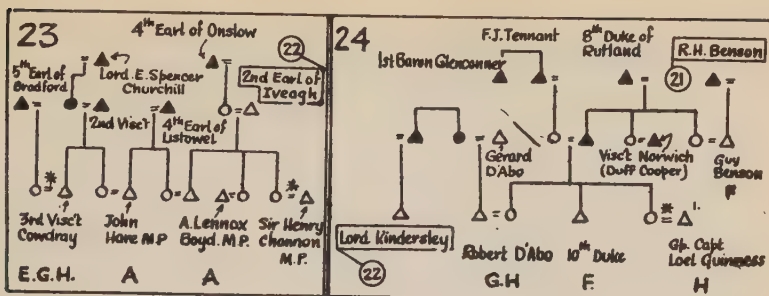 23
4th Earl of Onslow
22
2nd Earl of
Iveagh
5th Earl of
Bradford
Lord. E. Spencer
Churchill
2nd Visc't
4th Earl of
Listowel
3rd Visc't
Cowdray
John
Hare M.P
A. Lennox
Boyd. M.P.
Sir Henry
Channon
M.P.
E.G.H.
A
A
24
F.J. Tennant
8th Duke of
Rutland
R.H. Benson
21
1st Baron Glenconner
Gerard
D'Abo
Visc't Norwich
(Duff Cooper)
Guy
Benson
F
Lord Kindersley
22
Robert D'Abo
10th Duke
Gp. Capt
Loel Guinness
G.H
F.
H